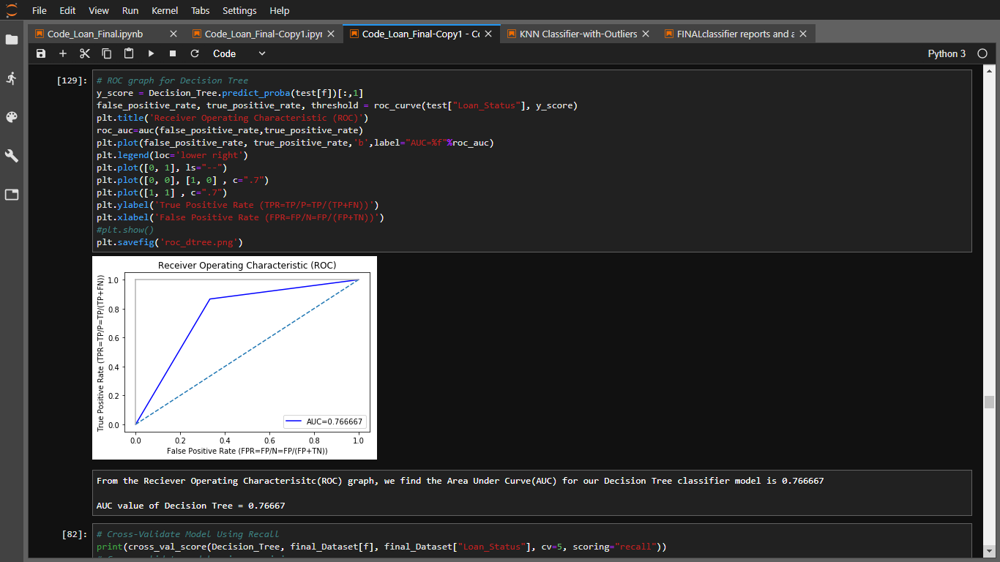 File Edit View Run Kernel Tabs Settings Help
Code_Loan_Final.ipynb Code_Loan_Final-Copy1.ipy Code_Loan_Final-Copy1 - KNN Classifier-with-Outliers FINALclassifier reports and
Code Python 3
[129]: # ROC graph for Decision Tree
y_score = Decision_Tree.predict_proba(test[f])[:,1]
false_positive_rate, true_positive_rate, threshold = roc_curve(test["Loan_Status"], y_score)
plt.title('Receiver Operating Characteristic (ROC)')
roc_auc=auc(false_positive_rate,true_positive_rate)
plt.plot(false_positive_rate, true_positive_rate,'b',label="AUC=%f"%roc_auc)
plt.legend(loc='lower right')
plt.plot([0, 1], ls="--")
plt.plot([0, 0], [1, 0] , c=".7")
plt.plot([1, 1] , c=".7")
plt.ylabel('True Positive Rate (TPR=TP/P=TP/(TP+FN))')
plt.xlabel('False Positive Rate (FPR=FP/N=FP/(FP+TN))')
#plt.show()
plt.savefig('roc_dtree.png')
Receiver Operating Characteristic (ROC)
True Positive Rate (TPR=TP/P=TP/(TP+FN))
1.0
0.8
0.6
0.4
0.2
0.0
AUC=0.766667
0.0 0.2 0.4 0.6 0.8 1.0
False Positive Rate (FPR=FP/N=FP/(FP+TN))
From the Reciever Operating Characterisitc(ROC) graph, we find the Area Under Curve(AUC) for our Decision Tree classifier model is 0.766667
AUC value of Decision Tree = 0.76667
[82]: # Cross-Validate Model Using Recall
print(cross_val_score(Decision_Tree, final_Dataset[f], final_Dataset["Loan_Status"], cv=5, scoring="recall"))